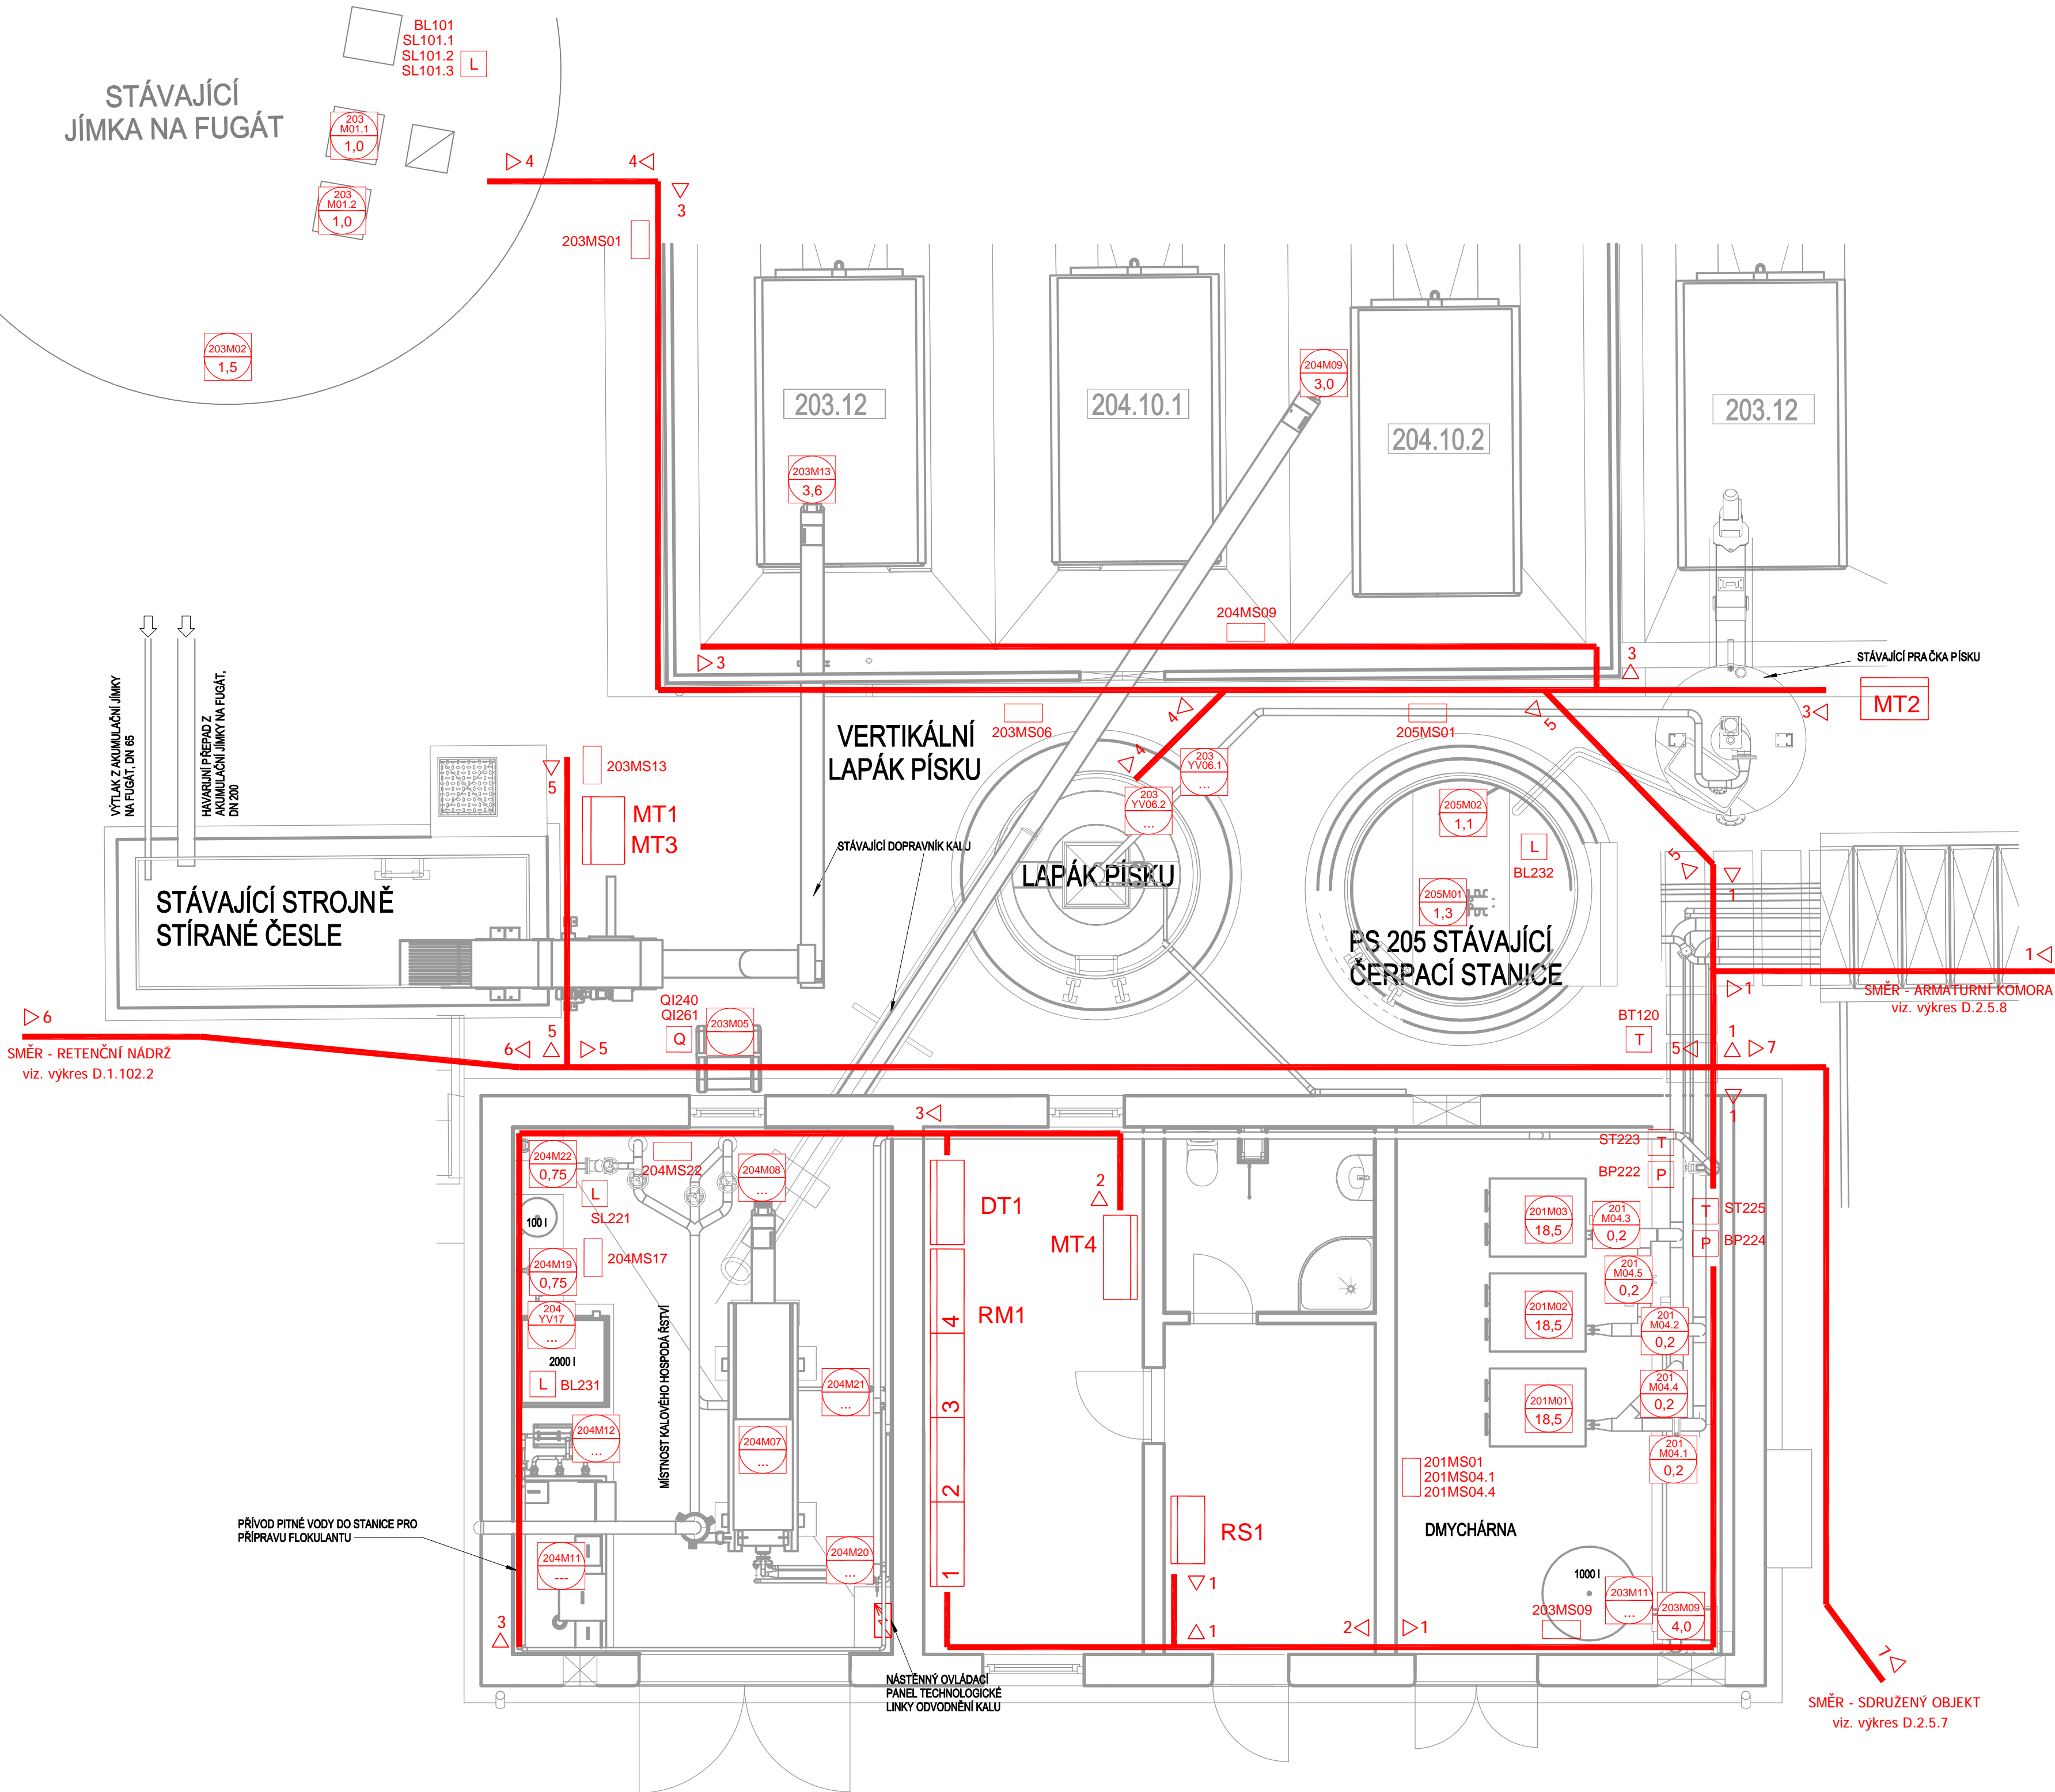 BL101
SL101.1
SL101.2
SL101.3
L
STÁVAJÍCÍ
JÍMKA NA FUGÁT
203
M01.1
1,0
203
M01.2
1,0
4
4
3
203MS01
203M02
1,5
203.12
204.10.1
204.10.2
203.12
204M09
3,0
203M13
3,6
204MS09
3
3
STÁVAJÍCÍ PRAČKA PÍSKU
MT2
3
VÝTLAK Z AKUMULAČNÍ JÍMKY
NA FUGÁT, DN 65
HAVARIJNÍ PŘEPAD Z
AKUMULAČNÍ JÍMKY NA FUGÁT,
DN 200
203MS06
4
4
205MS01
5
VERTIKÁLNÍ
LAPÁK PÍSKU
203
YV06.1
...
203
YV06.2
...
5
203MS13
MT1
MT3
205M02
1,1
L
BL232
STÁVAJÍCÍ DOPRAVNÍK KALU
LAPÁK PÍSKU
205M01
1,3
5
1
STÁVAJÍCÍ STROJNĚ
STÍRANÉ ČESLE
PS 205 STÁVAJÍCÍ
ČERPACÍ STANICE
1
1
SMĚR - ARMATURNÍ KOMORA
viz. výkres D.2.5.8
QI240
QI261
Q
203M05
BT120
T
6
SMĚR - RETENČNÍ NÁDRŽ
viz. výkres D.1.102.2
5
6
5
1
5
7
3
1
204M22
0,75
204MS22
204M08
...
L
SL221
ST223
T
BP222
P
2
100 l
DT1
MT4
201M03
18,5
201
M04.3
0,2
T
ST225
P
BP224
204MS17
204M19
0,75
204
YV17
...
201
M04.5
0,2
4
RM1
201M02
18,5
201
M04.2
0,2
2000 l
L
BL231
MÍSTNOST KALOVÉHO HOSPODÁŘSTVÍ
204M21
...
3
201M01
18,5
201
M04.4
0,2
204M12
...
204M07
...
201
M04.1
0,2
2
201MS01
201MS04.1
201MS04.4
PŘÍVOD PITNÉ VODY DO STANICE PRO
PŘÍPRAVU FLOKULANTU
RS1
DMYCHÁRNA
204M11
---
204M20
...
1
1
1000 l
203M11
...
203MS09
203M09
4,0
3
1
2
1
NÁSTĚNNÝ OVLÁDACÍ
PANEL TECHNOLOGICKÉ
LINKY ODVODNĚNÍ KALU
7
SMĚR - SDRUŽENÝ OBJEKT
viz. výkres D.2.5.7